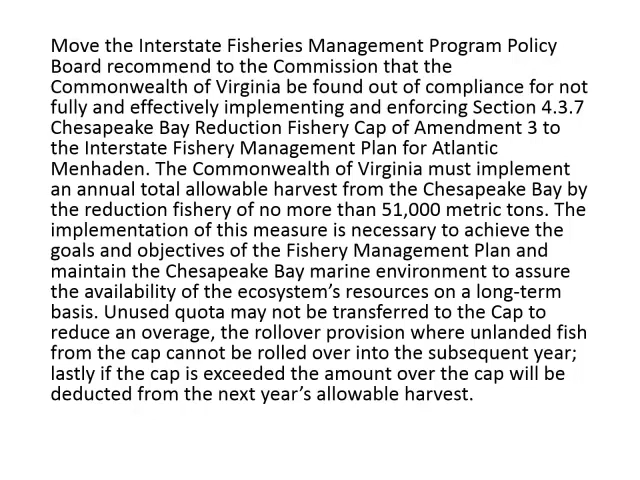 Move the Interstate Fisheries Management Program Policy
Board recommend to the Commission that the
Commonwealth of Virginia be found out of compliance for not
fully and effectively implementing and enforcing Section 4.3.7
Chesapeake Bay Reduction Fishery Cap of Amendment 3 to
the Interstate Fishery Management Plan for Atlantic
Menhaden. The Commonwealth of Virginia must implement
an annual total allowable harvest from the Chesapeake Bay by
the reduction fishery of no more than 51,000 metric tons. The
implementation of this measure is necessary to achieve the
goals and objectives of the Fishery Management Plan and
maintain the Chesapeake Bay marine environment to assure
the availability of the ecosystem’s resources on a long-term
basis. Unused quota may not be transferred to the Cap to
reduce an overage, the rollover provision where unlanded fish
from the cap cannot be rolled over into the subsequent year;
lastly if the cap is exceeded the amount over the cap will be
deducted from the next year’s allowable harvest.